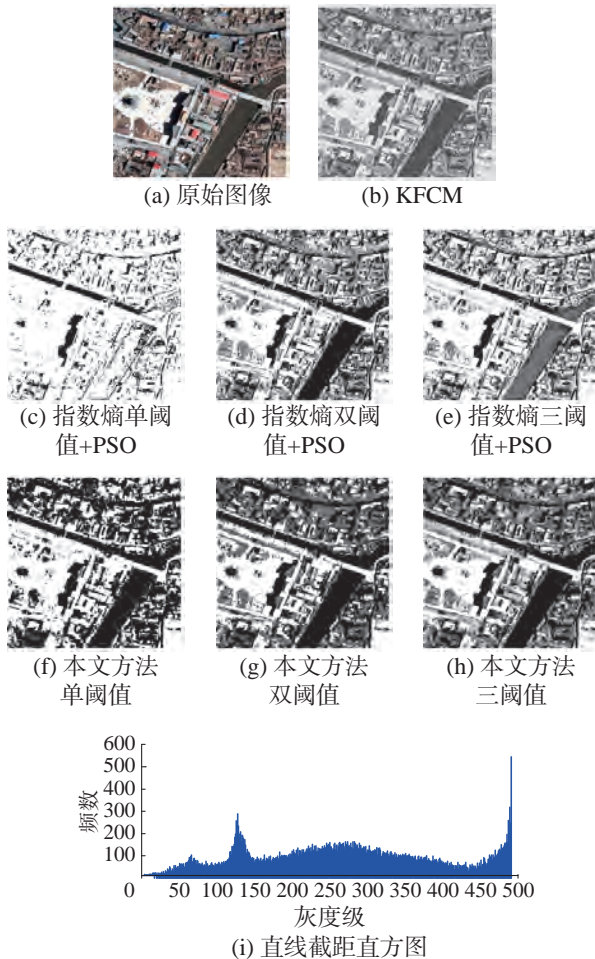 (a) 原始图像
(b) KFCM
(c) 指数熵单阈
值+PSO
(d) 指数熵双阈
值+PSO
(e) 指数熵三阈
值+PSO
(f) 本文方法
单阈值
(g) 本文方法
双阈值
(h) 本文方法
三阈值
600
500
400
300
200
100
频数
0 50 100 150 200 250 300 350 400 450 500
灰度级
(i) 直线截距直方图